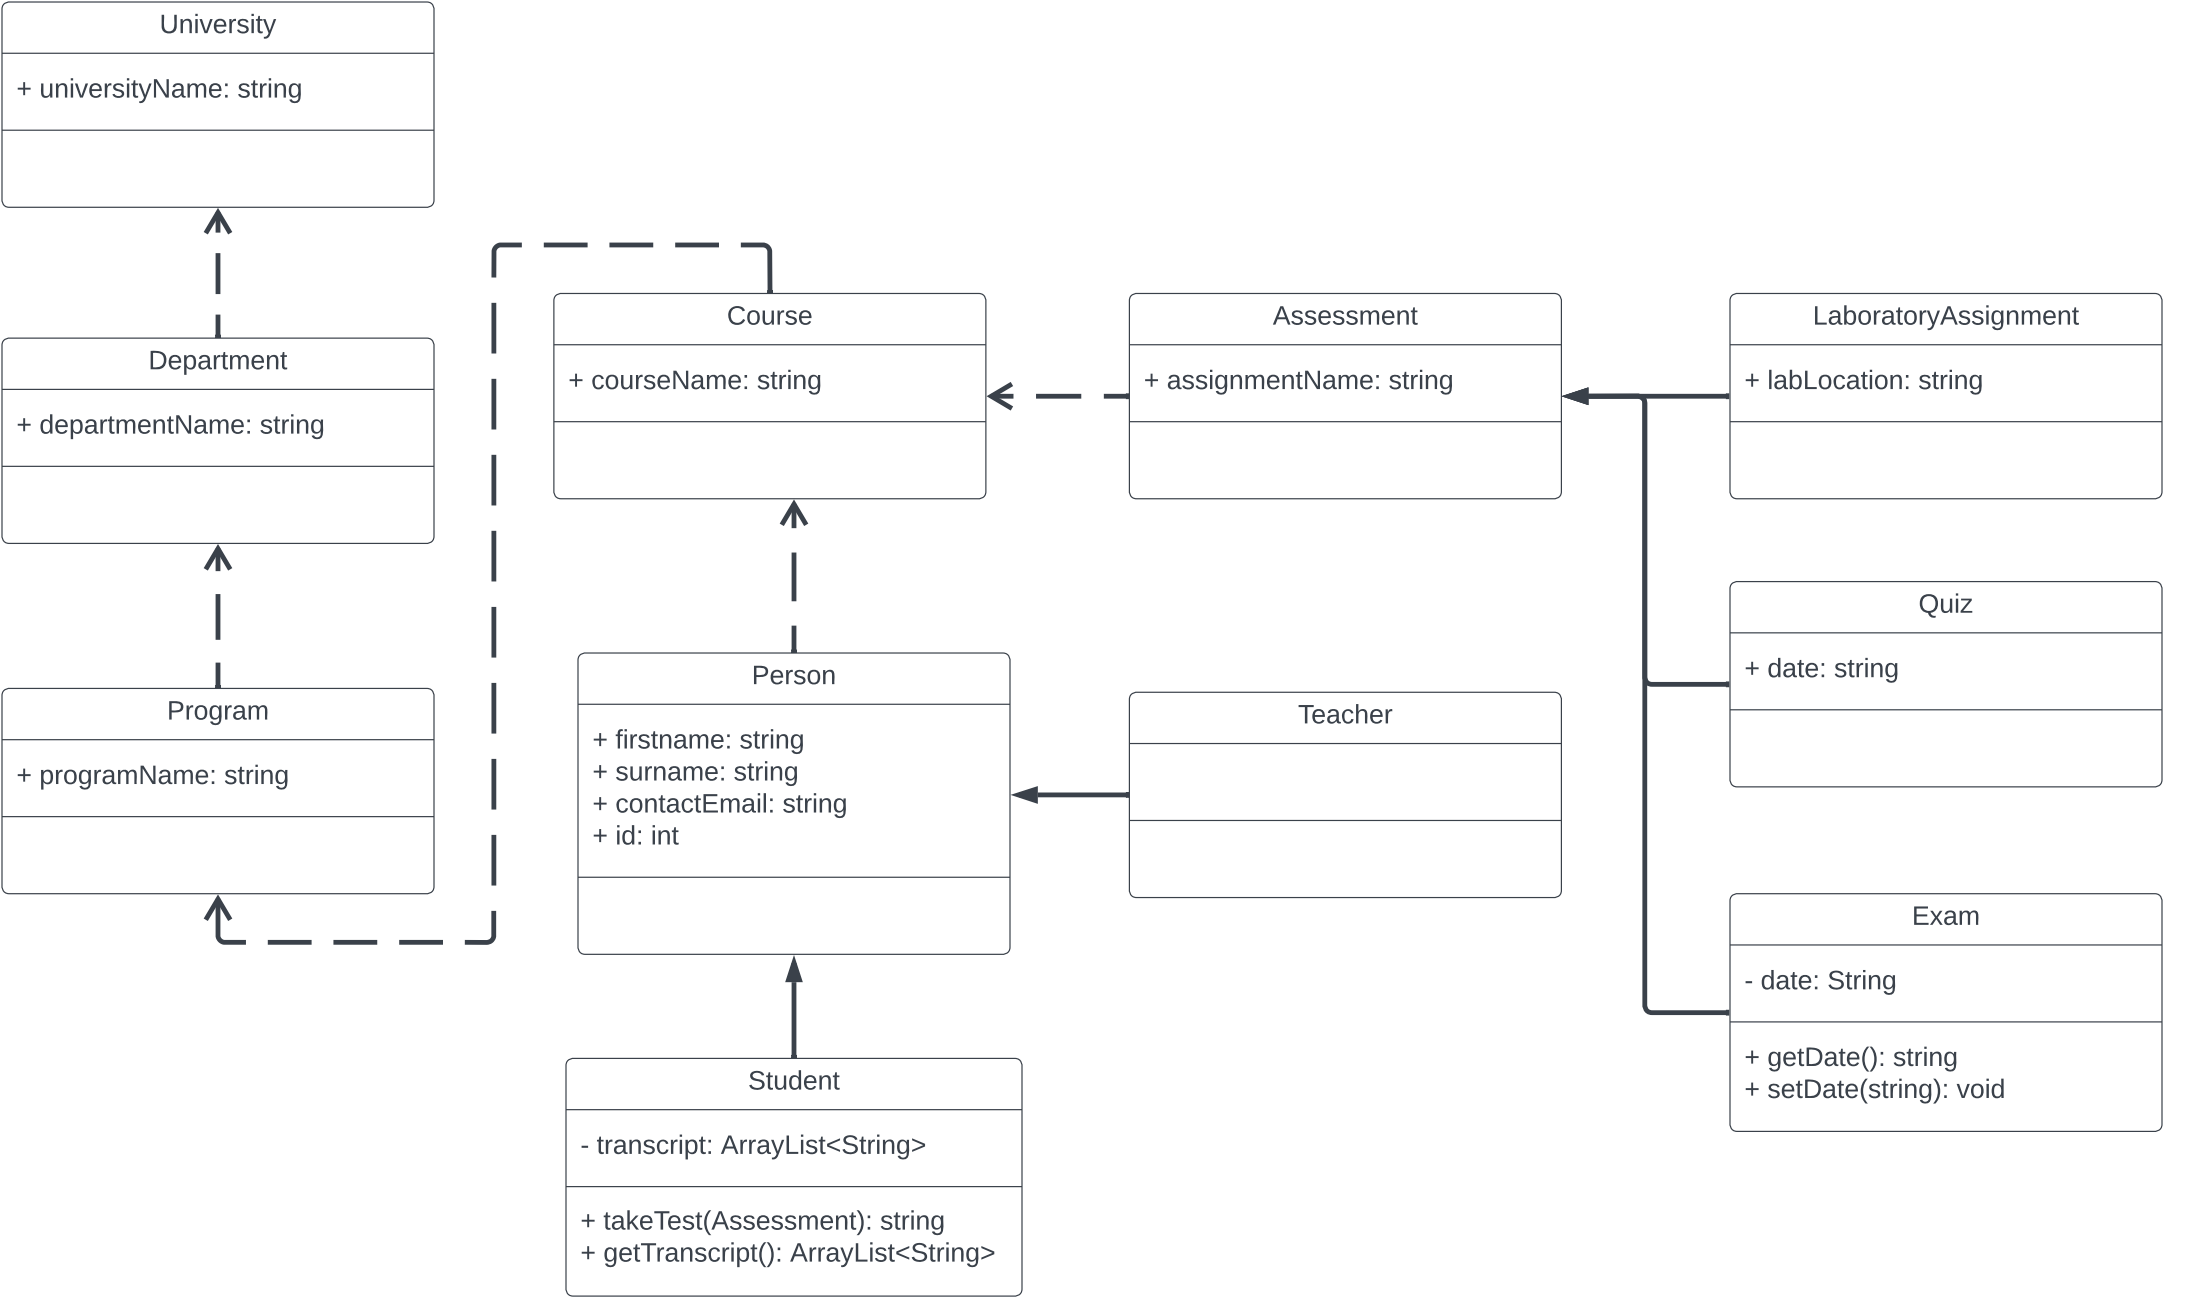 University
+ universityName: string
Department
+ departmentName: string
Program
+ programName: string
Course
+ courseName: string
Assessment
+ assignmentName: string
LaboratoryAssignment
+ labLocation: string
Quiz
+ date: string
Person
+ firstname: string
+ surname: string
+ contactEmail: string
+ id: int
Teacher
Exam
- date: String
+ getDate(): string
+ setDate(string): void
Student
- transcript: ArrayList<String>
+ takeTest(Assessment): string
+ getTranscript(): ArrayList<String>